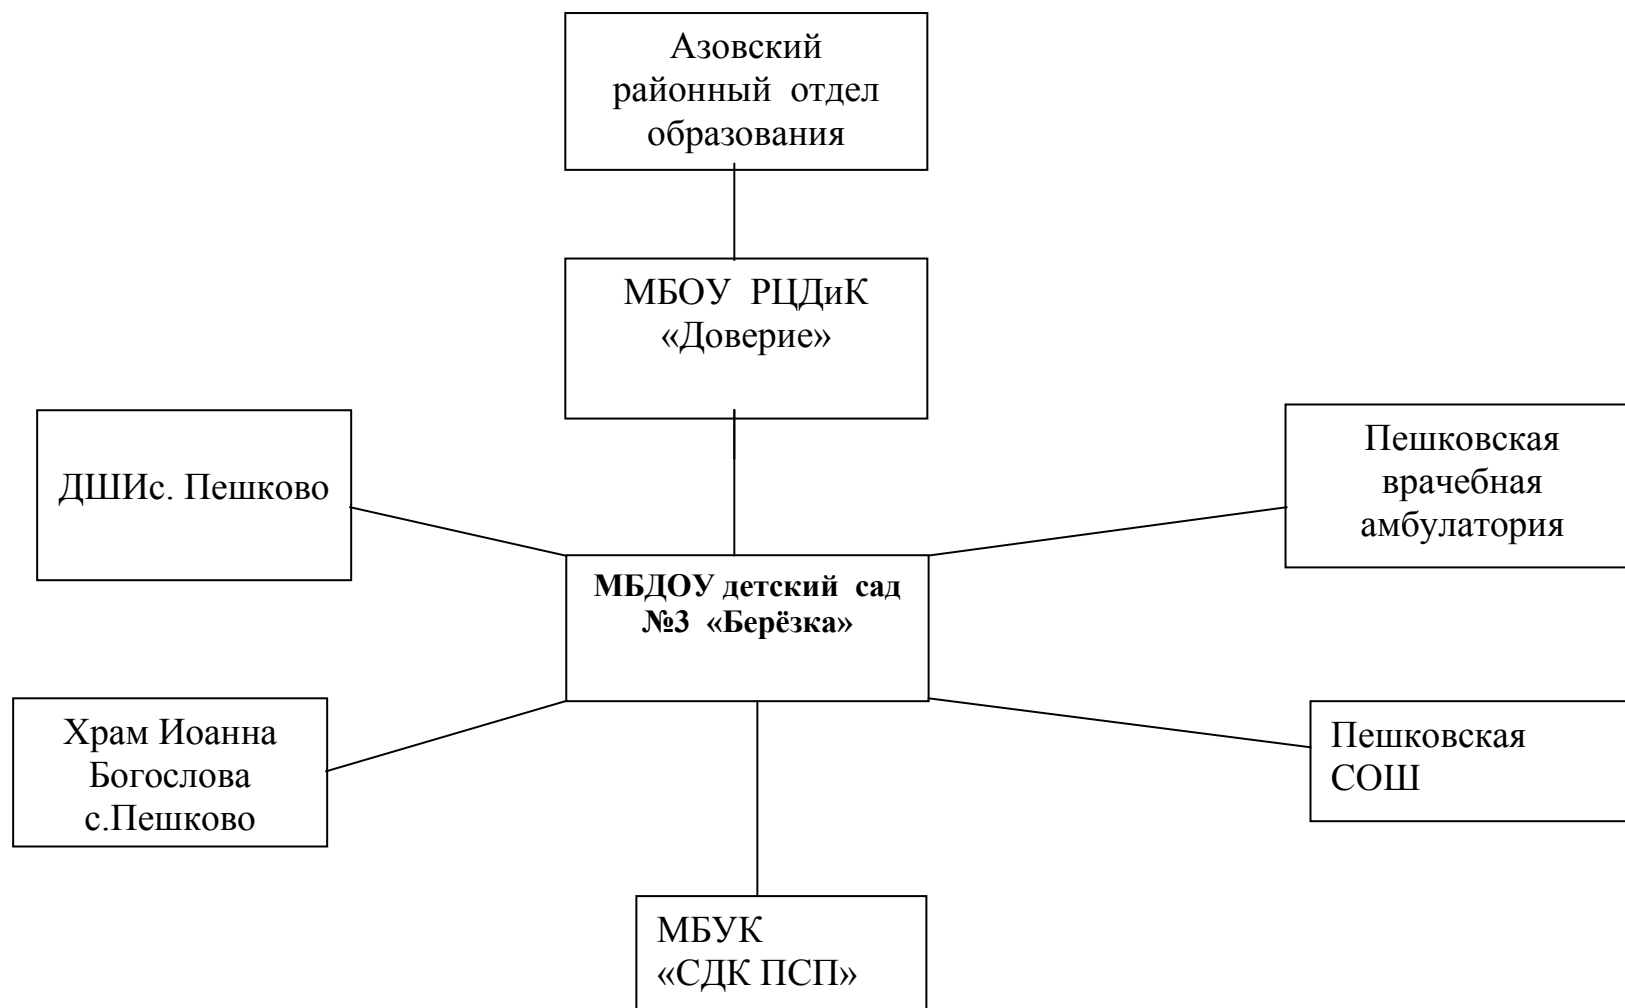 Азовский
районный отдел
образования
МБОУ РЦДиК
«Доверие»
ДШИс. Пешково
Пешковская
врачебная
амбулатория
МБДОУ детский сад
№3 «Берёзка»
Храм Иоанна
Богослова
с.Пешково
Пешковская
СОШ
МБУК
«СДК ПСП»